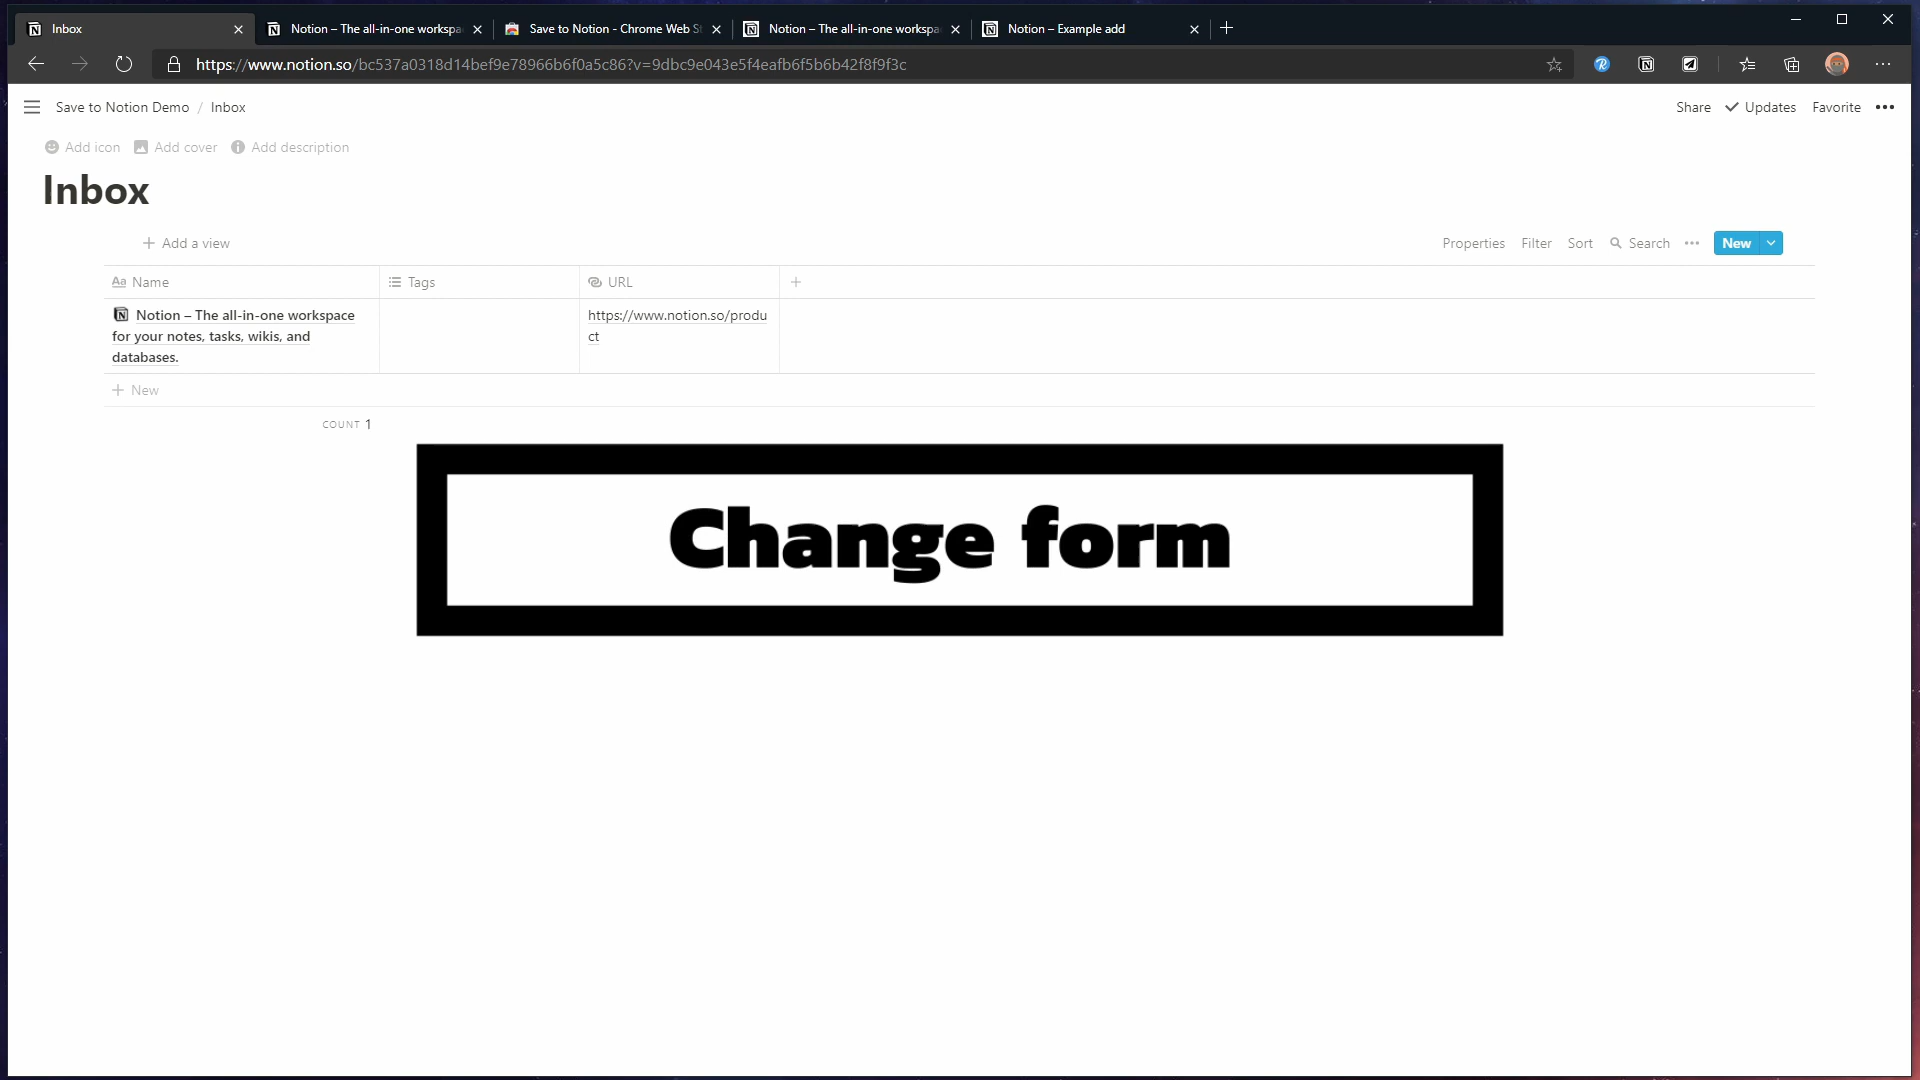 Inbox
Notion – The all-in-one workspa
Save to Notion - Chrome Web St
Notion – The all-in-one workspa
Notion – Example add
https://www.notion.so/bc537a0318d14bef9e78966b6f0a5c86?v=9dbc9e043e5f4eafb6f5b6b42f8f9f3c
Save to Notion Demo / Inbox
Share
Updates
Favorite
Add icon
Add cover
Add description
Inbox
Add a view
Properties
Filter
Sort
Search
New
Aa Name
Tags
URL
Notion – The all-in-one workspace
for your notes, tasks, wikis, and
databases.
https://www.notion.so/produ
ct
New
COUNT 1
Change form